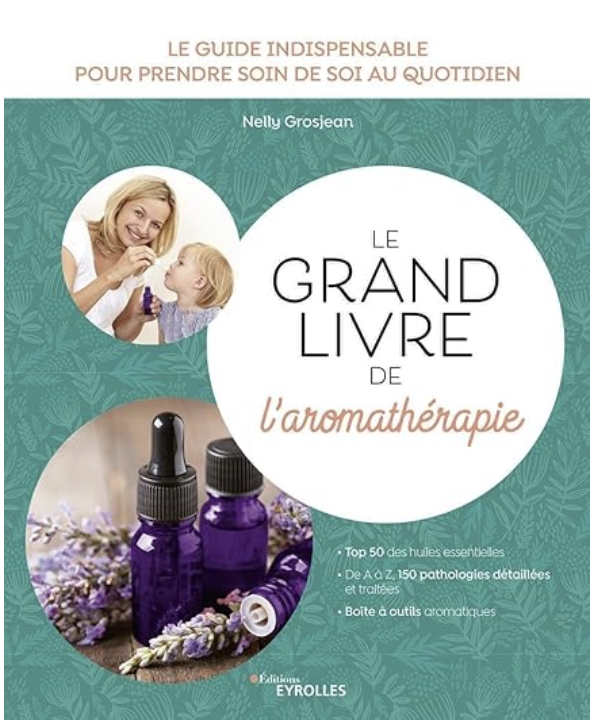 LE GUIDE INDISPENSABLE
POUR PRENDRE SOIN DE SOI AU QUOTIDIEN
Nelly Grosjean
LE
GRAND
LIVRE
DE
l'aromathérapie
• Top 50 des huiles essentielles
• De A à Z, 150 pathologies détaillées
et traitées
• Boîte à outils aromatiques
Éditions
EYROLLES